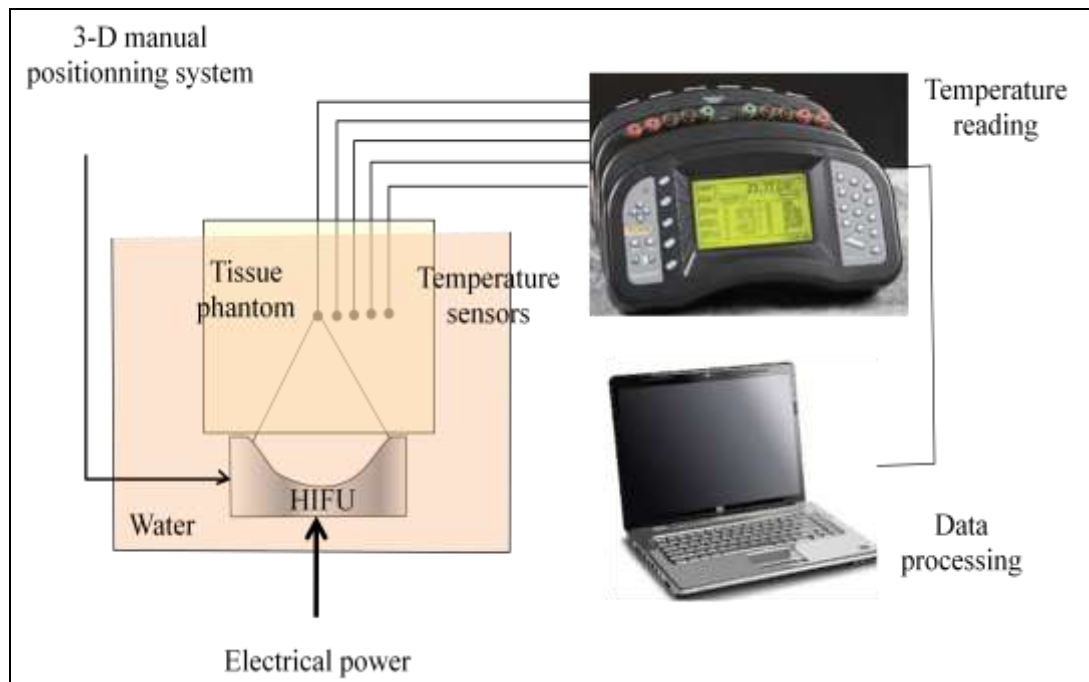 3-D manual
positionning system
Temperature
reading
Tissue
phantom
Temperature
sensors
HIFU
Water
Data
processing
Electrical power